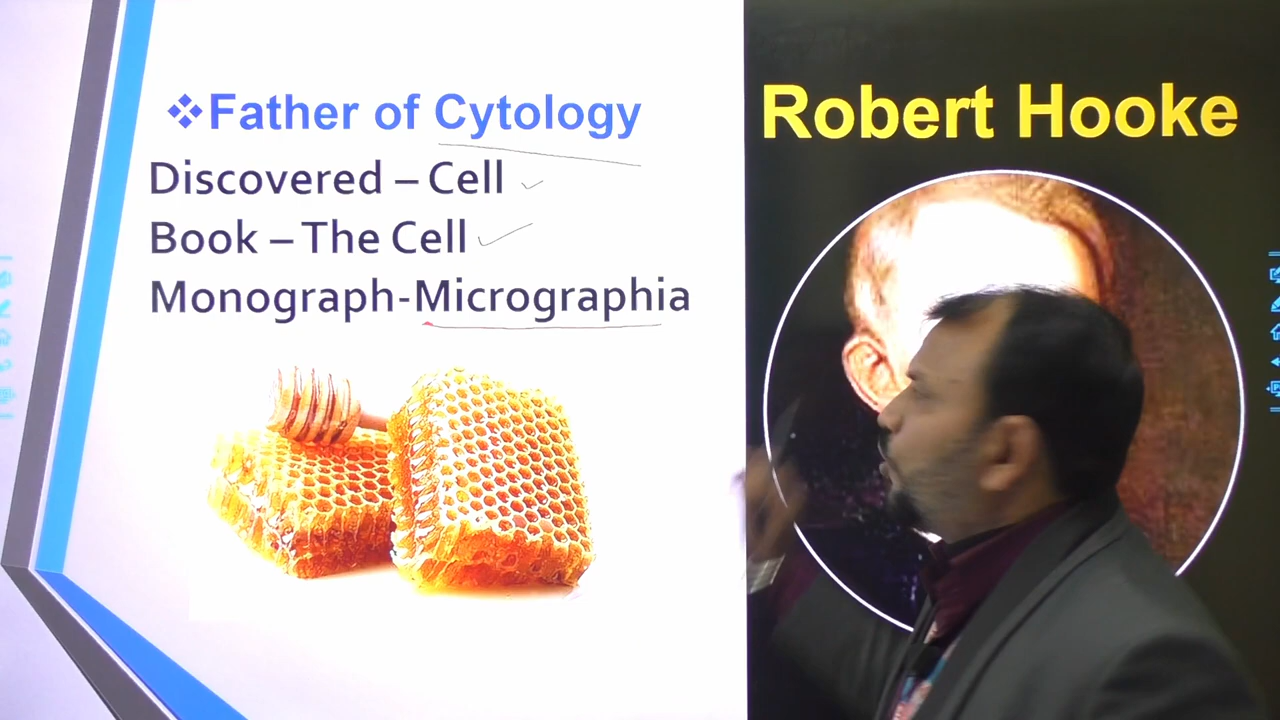 ❖Father of Cytology
Discovered – Cell
Book – The Cell
Monograph-Micrographia
Robert Hooke